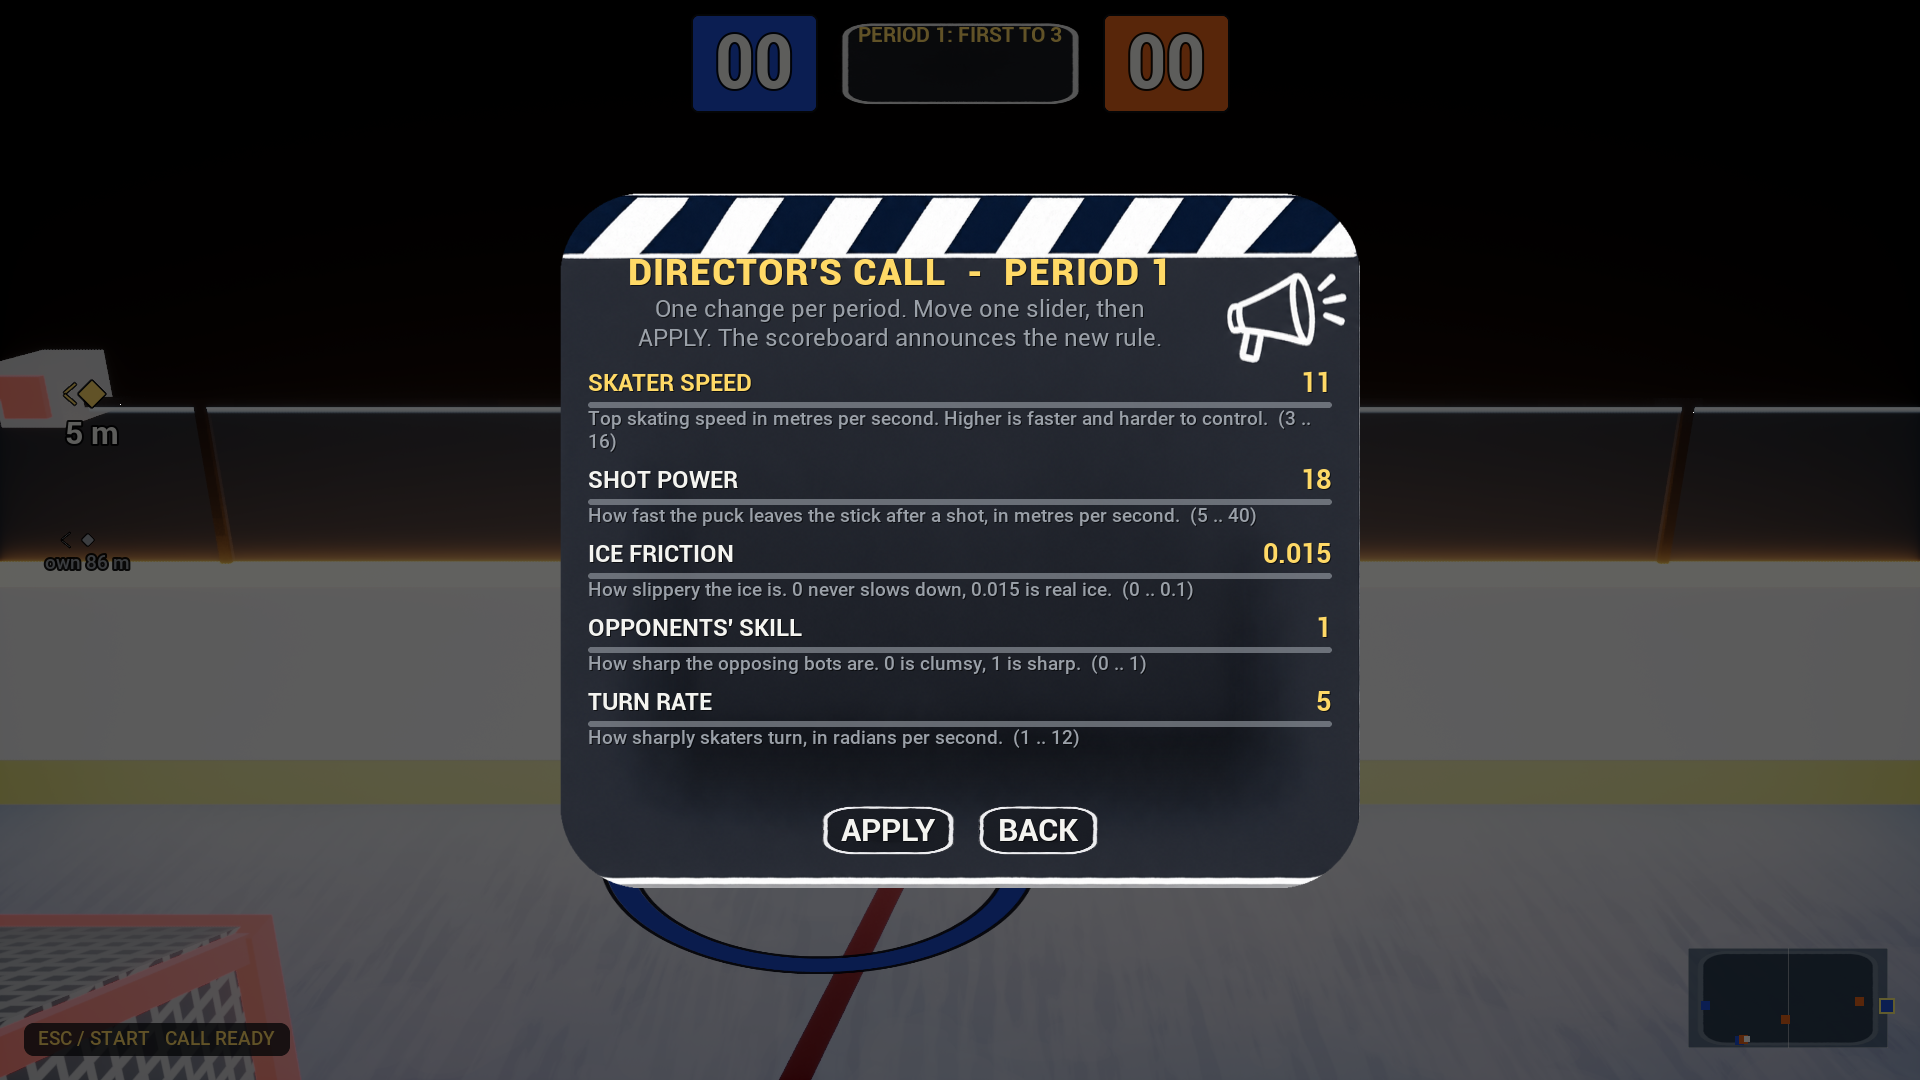 00
PERIOD 1: FIRST TO 3
00
DIRECTOR'S CALL - PERIOD 1
One change per period. Move one slider, then
APPLY. The scoreboard announces the new rule.
SKATER SPEED 11
Top skating speed in metres per second. Higher is faster and harder to control. (3 ..
16)
SHOT POWER 18
How fast the puck leaves the stick after a shot, in metres per second. (5 .. 40)
ICE FRICTION 0.015
How slippery the ice is. 0 never slows down, 0.015 is real ice. (0 .. 0.1)
OPPONENTS' SKILL 1
How sharp the opposing bots are. 0 is clumsy, 1 is sharp. (0 .. 1)
TURN RATE 5
How sharply skaters turn, in radians per second. (1 .. 12)
APPLY BACK
5 m
own 86 m
ESC / START CALL READY